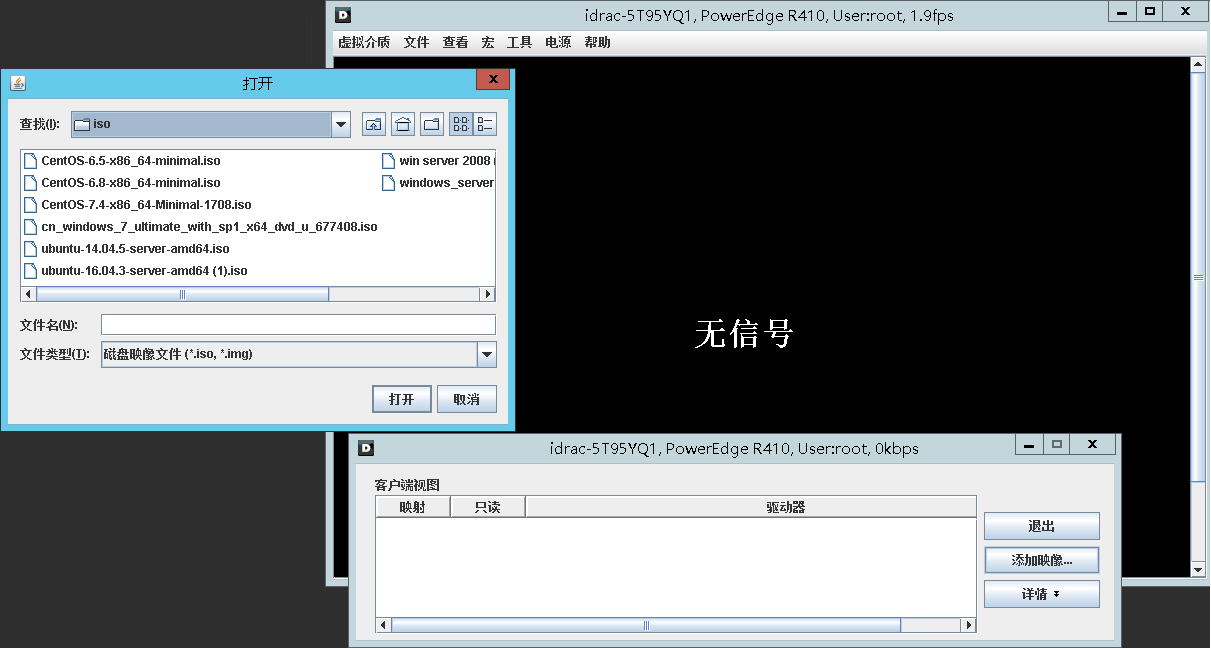 idrac-5T95YQ1, PowerEdge R410, User:root, 1.9fps
虚拟介质 文件 查看 宏 工具 电源 帮助
打开
查找(I): iso
CentOS-6.5-x86_64-minimal.iso
CentOS-6.8-x86_64-minimal.iso
CentOS-7.4-x86_64-Minimal-1708.iso
cn_windows_7_ultimate_with_sp1_x64_dvd_u_677408.iso
ubuntu-14.04.5-server-amd64.iso
ubuntu-16.04.3-server-amd64 (1).iso
win server 2008
windows_server
文件名(N):
文件类型(T): 磁盘映像文件 (*.iso, *.img)
打开 取消
无信号
idrac-5T95YQ1, PowerEdge R410, User:root, 0kbps
客户端视图
映射 只读 驱动器
退出
添加映像...
详情